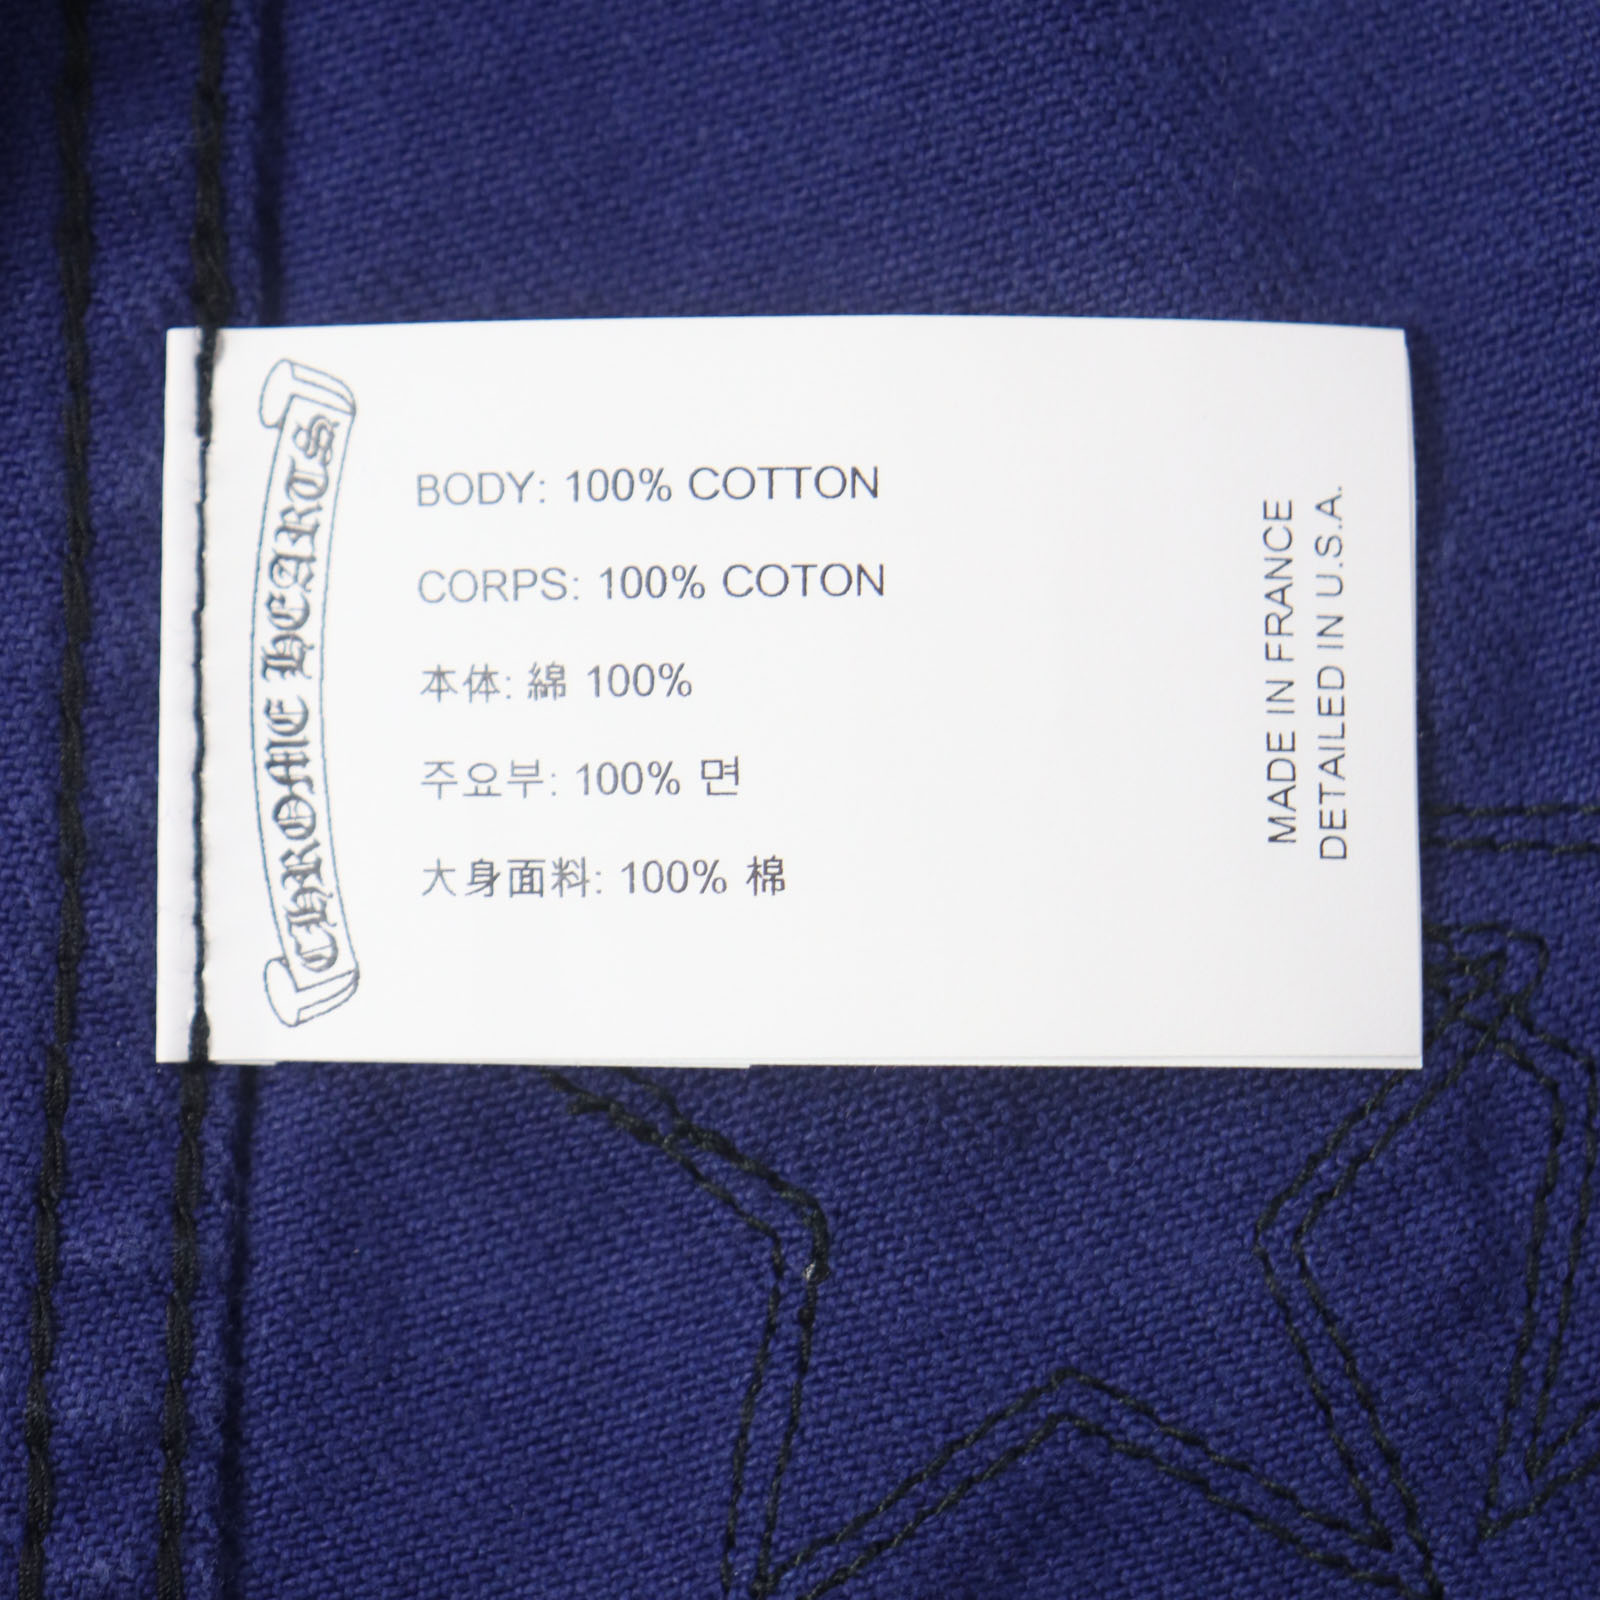 CHROME HEARTS
BODY: 100% COTTON
CORPS: 100% COTON
本体: 綿 100%
주요부: 100% 면
大身面料: 100% 棉
MADE IN FRANCE
DETAILED IN U.S.A.